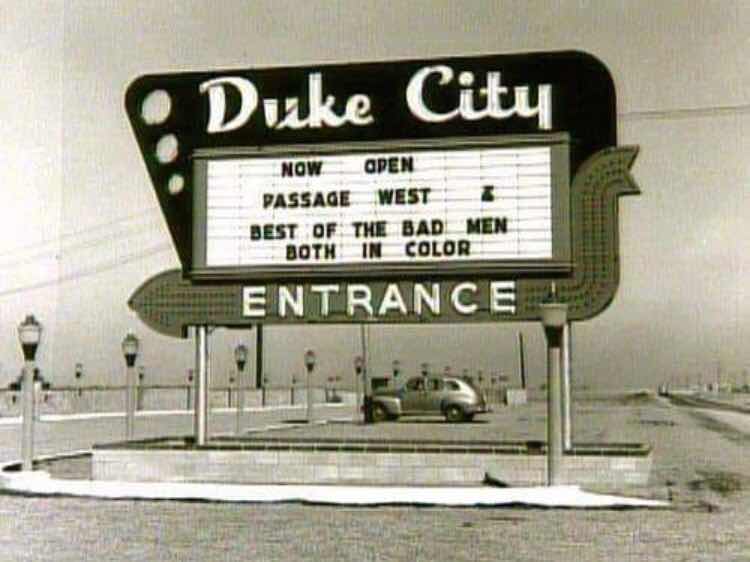 Duke City
NOW OPEN
PASSAGE WEST &
BEST OF THE BAD MEN
BOTH IN COLOR
ENTRANCE